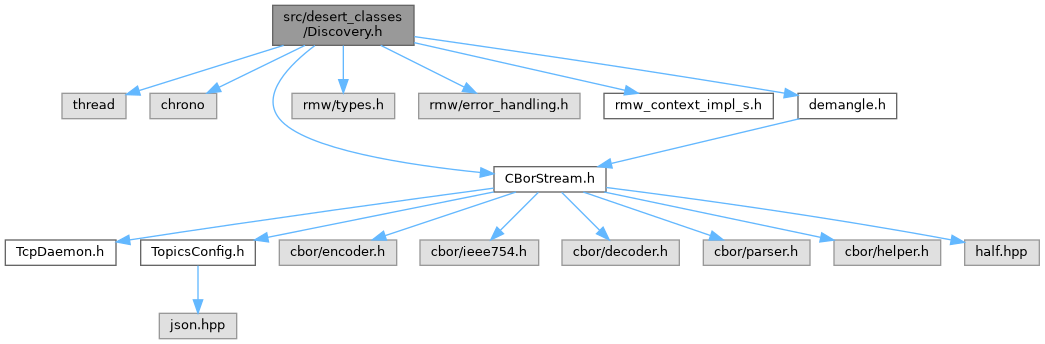 src/desert_classes
/Discovery.h
thread
chrono
rmw/types.h
rmw/error_handling.h
rmw_context_impl_s.h
demangle.h
CBorStream.h
TcpDaemon.h
TopicsConfig.h
cbor/encoder.h
cbor/ieee754.h
cbor/decoder.h
cbor/parser.h
cbor/helper.h
half.hpp
json.hpp